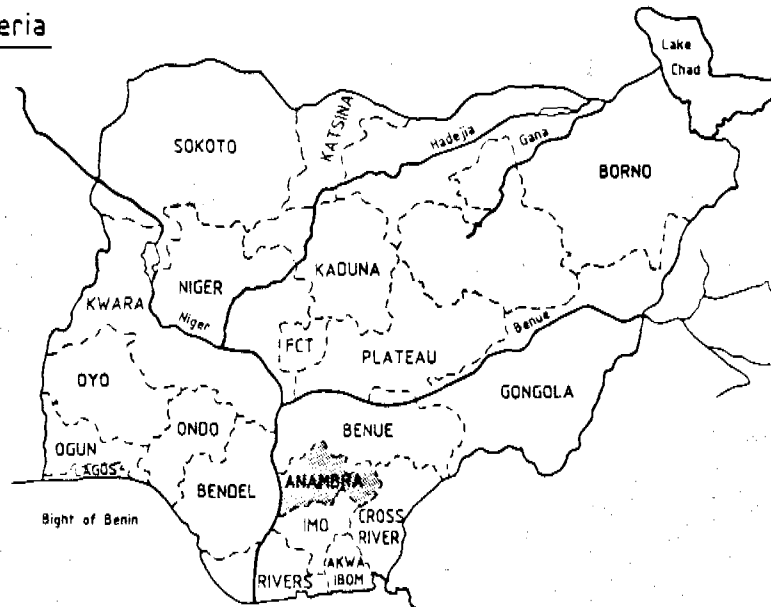 eria
Lake
Chad
SOKOTO
KATSINA
Hadejia
Gana
BORNO
KADUNA
NIGER
KWARA
Niger
FCT
PLATEAU
Benue
OYO
GONGOLA
ONDO
BENUE
OGUN
LAGOS
ANAMBRA
BENDEL
Bight of Benin
IMO
CROSS
RIVER
RIVERS
AKWA
IBOM